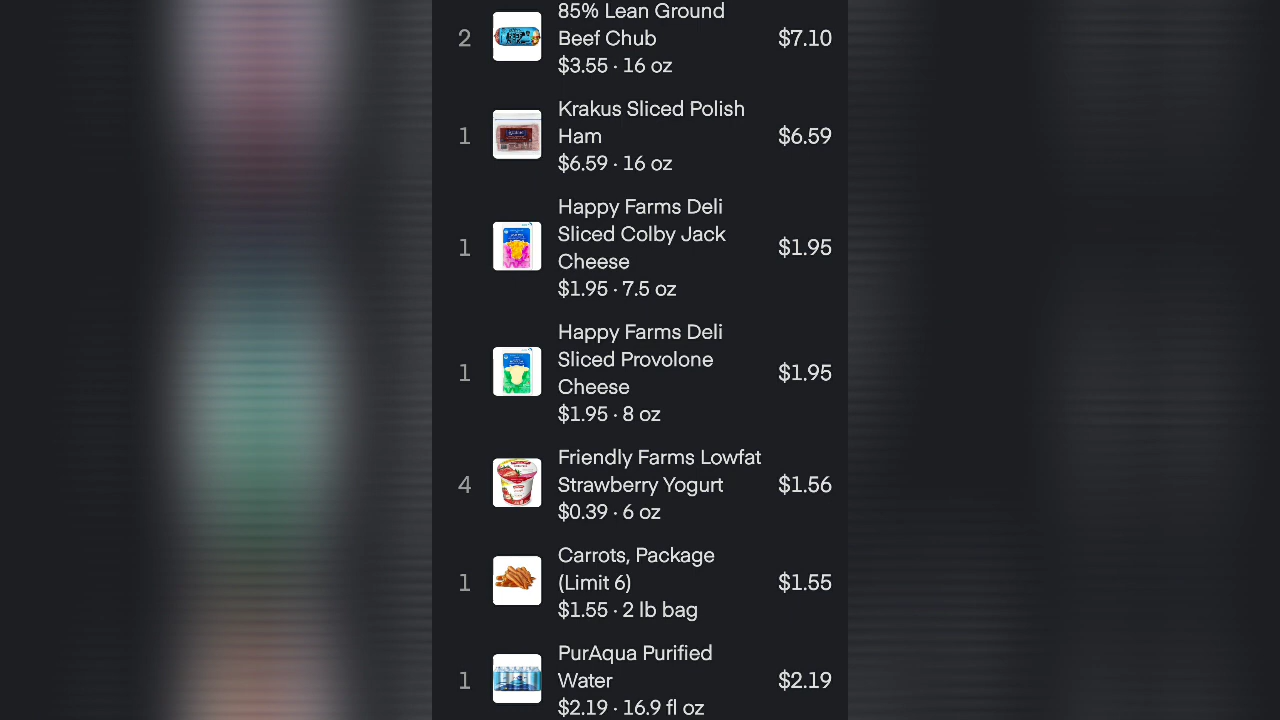 85% Lean Ground
2 Beef Chub $7.10
$3.55 · 16 oz
Krakus Sliced Polish
1 Ham $6.59
$6.59 · 16 oz
Happy Farms Deli
1 Sliced Colby Jack $1.95
Cheese
$1.95 · 7.5 oz
Happy Farms Deli
1 Sliced Provolone $1.95
Cheese
$1.95 · 8 oz
Friendly Farms Lowfat
4 Strawberry Yogurt $1.56
$0.39 · 6 oz
Carrots, Package
1 (Limit 6) $1.55
$1.55 · 2 lb bag
PurAqua Purified
1 Water $2.19
$2.19 · 16.9 fl oz